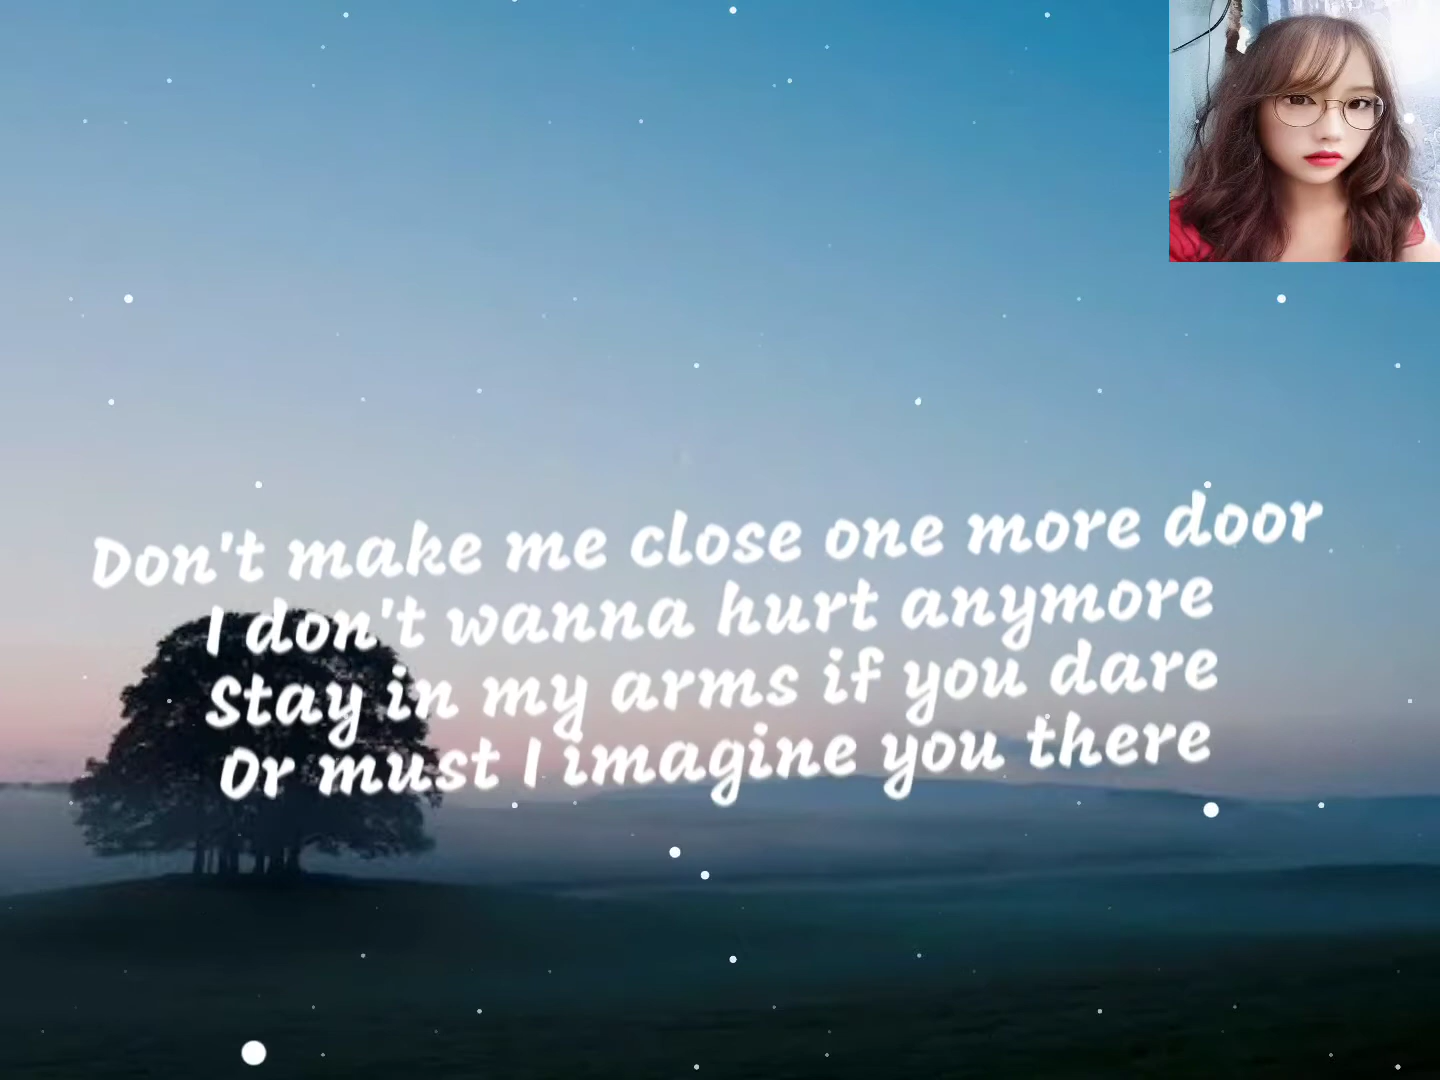 Don't make me close one more door
I don't wanna hurt anymore
Stay in my arms if you dare
Or must I imagine you there